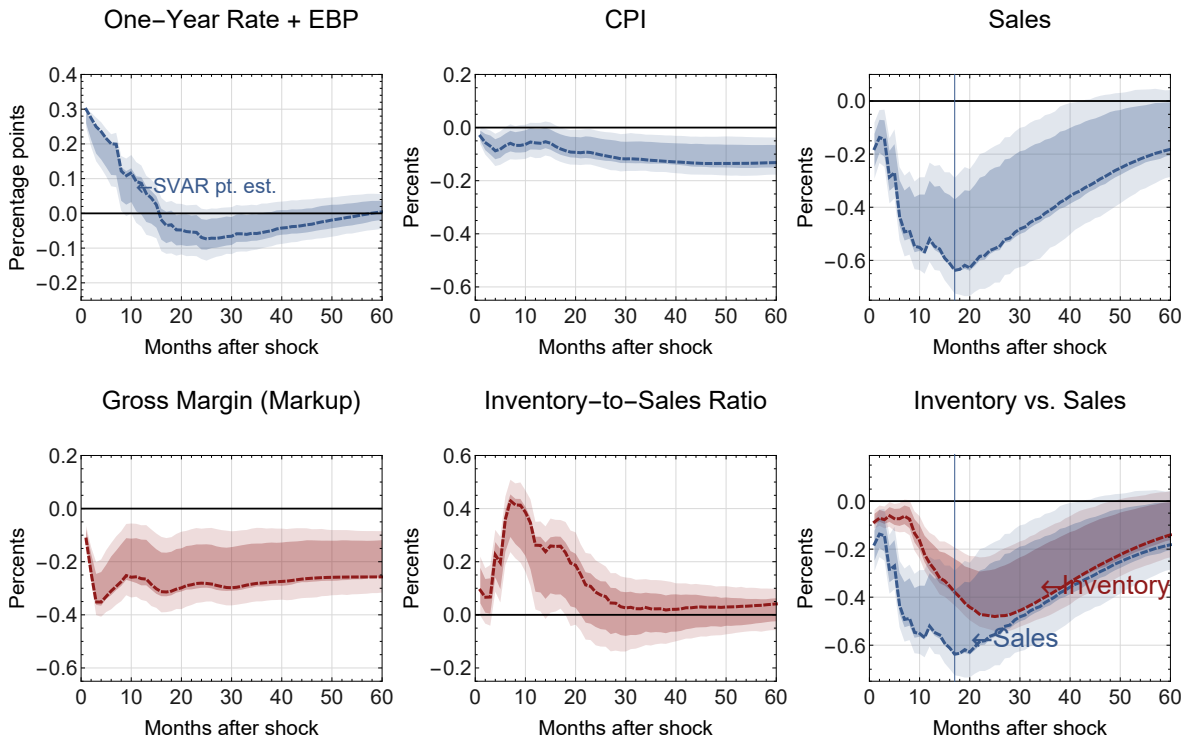 One−Year Rate + EBP
CPI
Sales
Percentage points
0.4
0.3
0.2
0.1
0.0
−0.1
−0.2
←SVAR pt. est.
0 10 20 30 40 50 60
Months after shock
Percents
0.2
0.0
−0.2
−0.4
−0.6
0 10 20 30 40 50 60
Months after shock
Percents
0.0
−0.2
−0.4
−0.6
0 10 20 30 40 50 60
Months after shock
Gross Margin (Markup)
Inventory−to−Sales Ratio
Inventory vs. Sales
Percents
0.2
0.0
−0.2
−0.4
−0.6
0 10 20 30 40 50 60
Months after shock
Percents
0.6
0.4
0.2
0.0
−0.2
0 10 20 30 40 50 60
Months after shock
Percents
0.0
−0.2
−0.4
−0.6
←Inventory
←Sales
0 10 20 30 40 50 60
Months after shock